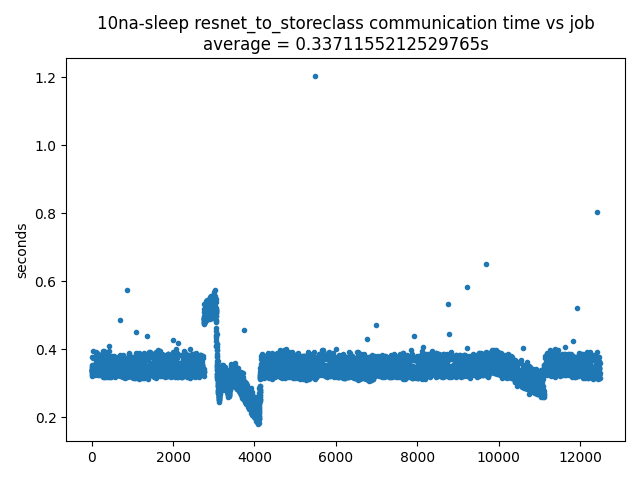 10na-sleep resnet_to_storeclass communication time vs job
average = 0.3371155212529765s
seconds
1.2
1.0
0.8
0.6
0.4
0.2
0 2000 4000 6000 8000 10000 12000